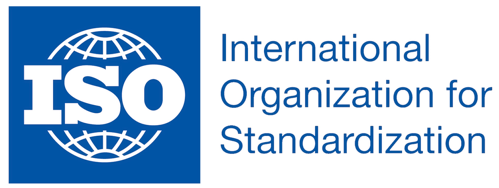 ISO
International
Organization for
Standardization